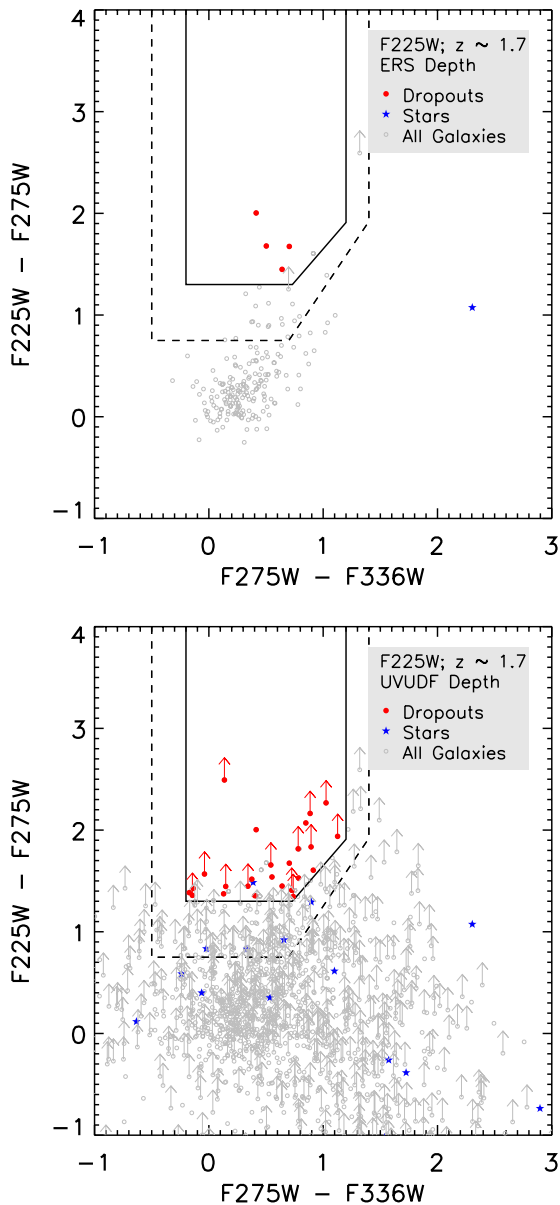 4
3
2
1
0
−1
F225W − F275W
F225W; z ~ 1.7
ERS Depth
Dropouts
Stars
All Galaxies
−1 0 1 2 3
F275W − F336W
4
3
2
1
0
−1
F225W − F275W
F225W; z ~ 1.7
UVUDF Depth
Dropouts
Stars
All Galaxies
−1 0 1 2 3
F275W − F336W